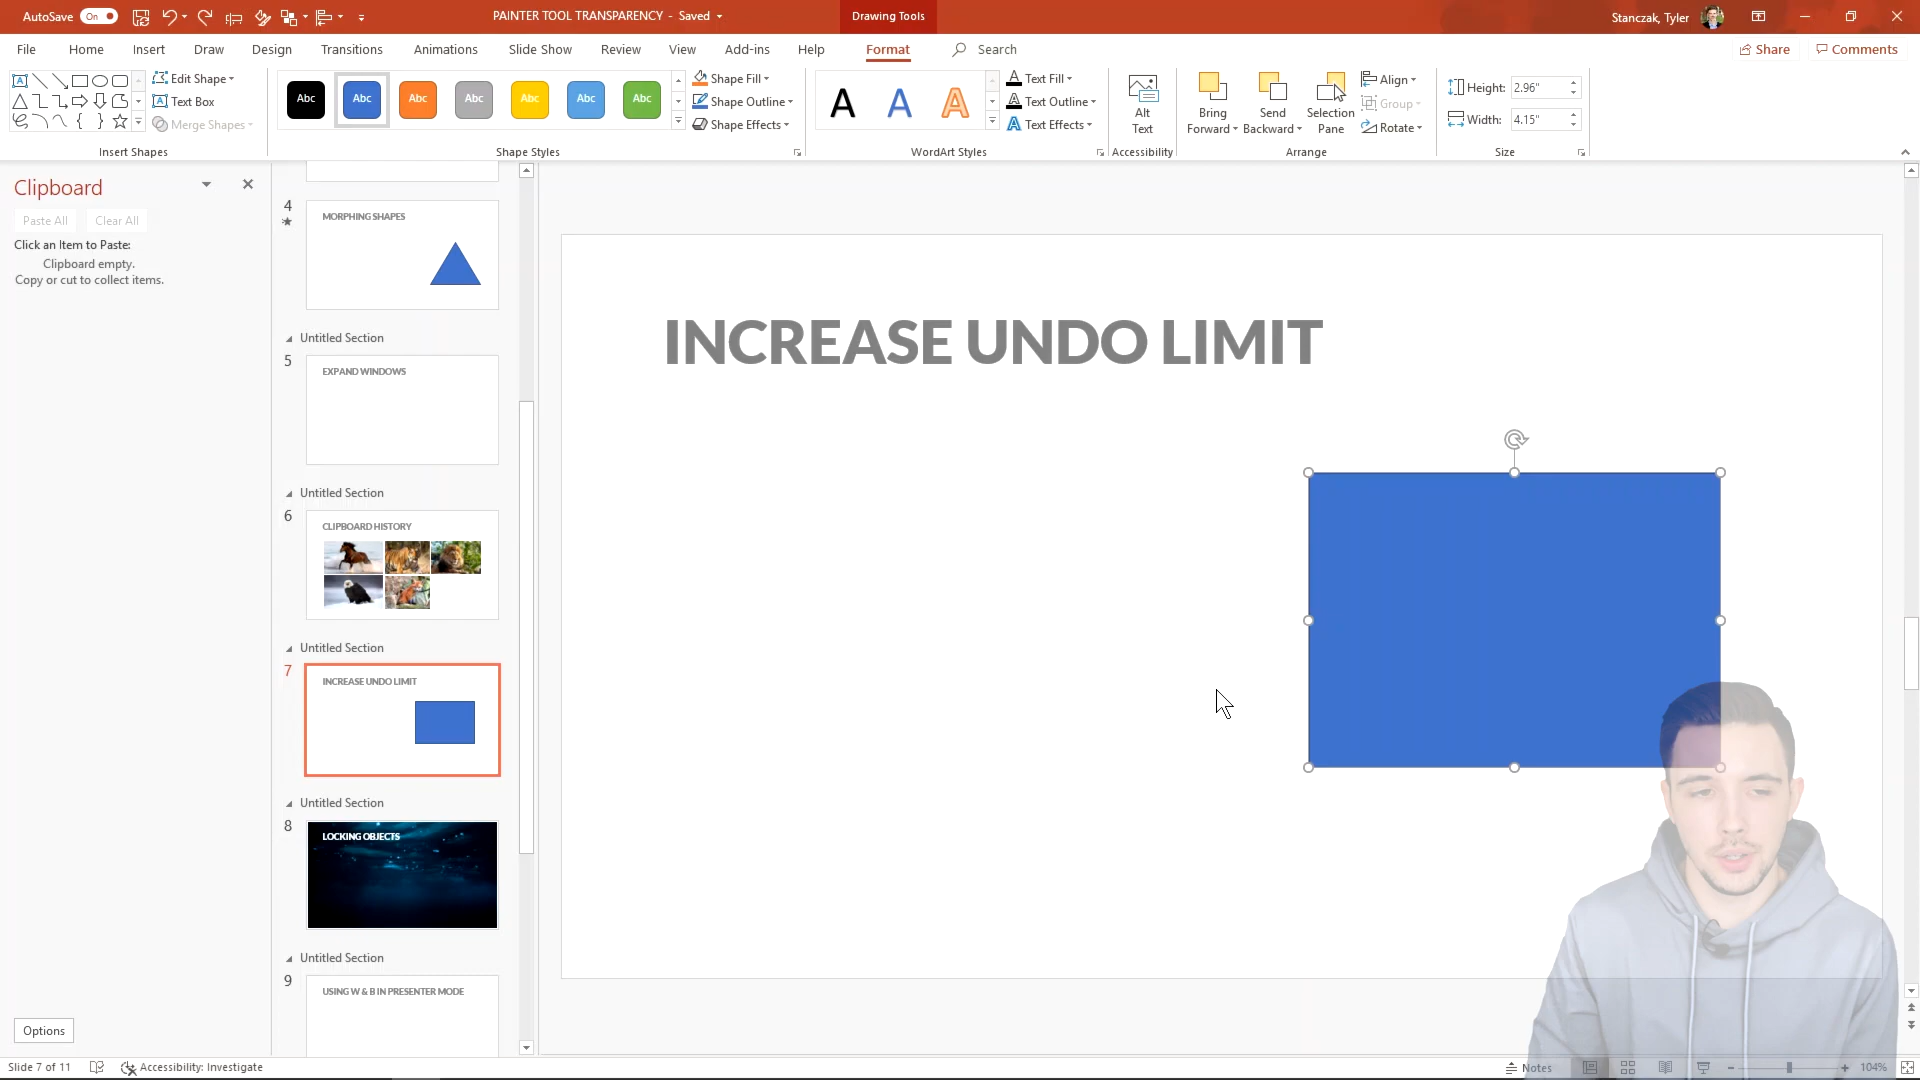 AutoSave On PAINTER TOOL TRANSPARENCY - Saved Drawing Tools Stanczak, Tyler
File Home Insert Draw Design Transitions Animations Slide Show Review View Add-ins Help Format Search Share Comments
Edit Shape
Text Box
Merge Shapes
Insert Shapes
Abc Abc Abc Abc Abc Abc Abc
Shape Fill
Shape Outline
Shape Effects
Shape Styles
A A A
Text Fill
Text Outline
Text Effects
WordArt Styles
Alt
Text
Accessibility
Bring
Forward
Send
Backward
Selection
Pane
Align
Group
Rotate
Arrange
Height: 2.96"
Width: 4.15"
Size
Clipboard
Paste All Clear All
Click an Item to Paste:
Clipboard empty.
Copy or cut to collect items.
Options
4
MORPHING SHAPES
Untitled Section
5
EXPAND WINDOWS
Untitled Section
6
CLIPBOARD HISTORY
Untitled Section
7
INCREASE UNDO LIMIT
Untitled Section
8
LOCKING OBJECTS
Untitled Section
9
USING W & B IN PRESENTER MODE
INCREASE UNDO LIMIT
Slide 7 of 11 Accessibility: Investigate Notes 104%